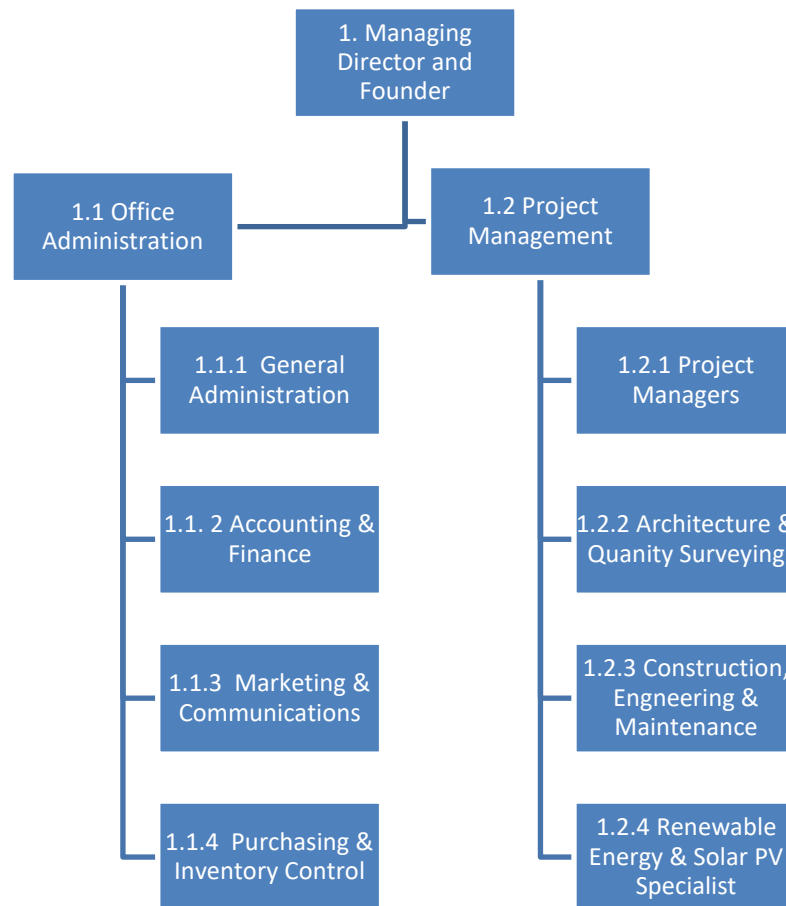 1. Managing
Director and
Founder
1.1 Office
Administration
1.2 Project
Management
1.1.1  General
Administration
1.2.1 Project
Managers
1.1. 2 Accounting &
Finance
1.2.2 Architecture &
Quanity Surveying
1.1.3  Marketing &
Communications
1.2.3 Construction,
Engneering &
Maintenance
1.1.4  Purchasing &
Inventory Control
1.2.4 Renewable
Energy & Solar PV
Specialist